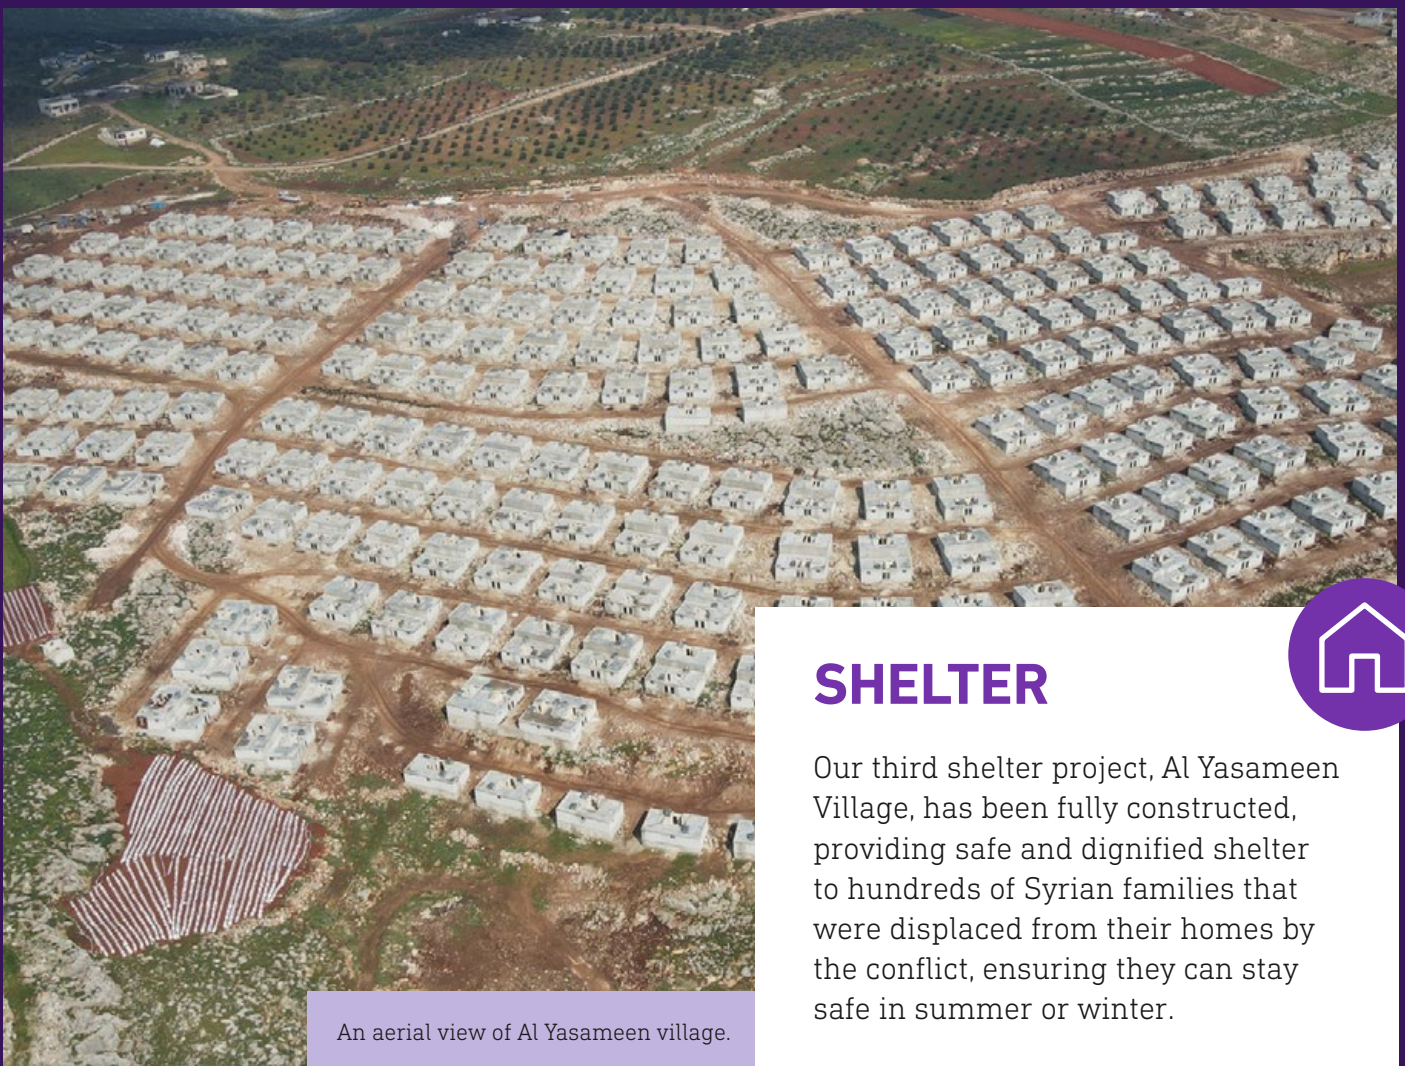 SHELTER
Our third shelter project, Al Yasameen
Village, has been fully constructed,
providing safe and dignified shelter
to hundreds of Syrian families that
were displaced from their homes by
the conflict, ensuring they can stay
safe in summer or winter.
An aerial view of Al Yasameen village.